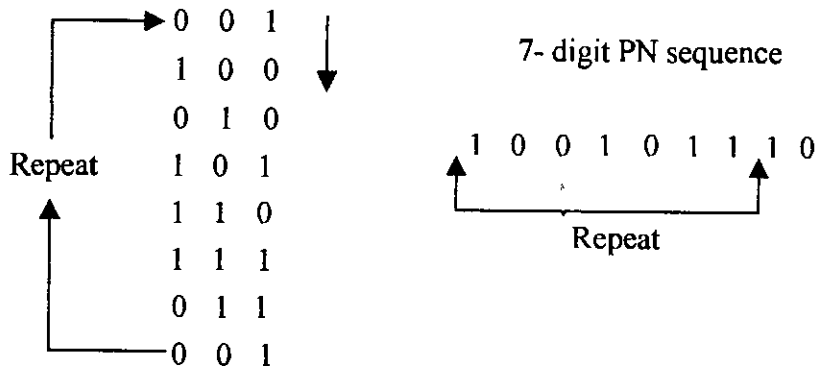 0 0 1
1 0 0
0 1 0
1 0 1
1 1 0
1 1 1
0 1 1
0 0 1
Repeat
7- digit PN sequence
1 0 0 1 0 1 1 1 0
Repeat